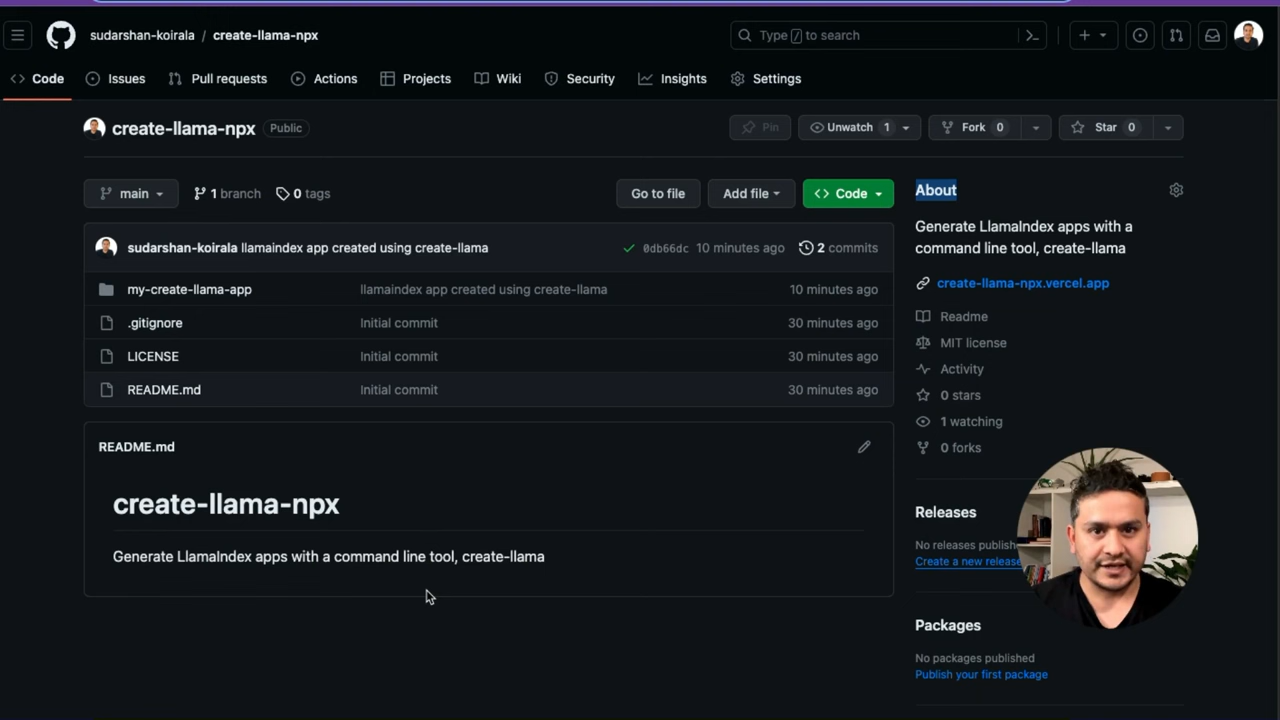 sudarshan-koirala / create-llama-npx
Type / to search
Code Issues Pull requests Actions Projects Wiki Security Insights Settings
create-llama-npx Public
Pin Unwatch 1 Fork 0 Star 0
main 1 branch 0 tags Go to file Add file Code
sudarshan-koirala llamaindex app created using create-llama 0db66dc 10 minutes ago 2 commits
my-create-llama-app llamaindex app created using create-llama 10 minutes ago
.gitignore Initial commit 30 minutes ago
LICENSE Initial commit 30 minutes ago
README.md Initial commit 30 minutes ago
README.md
create-llama-npx
Generate LlamaIndex apps with a command line tool, create-llama
About
Generate LlamaIndex apps with a
command line tool, create-llama
create-llama-npx.vercel.app
Readme
MIT license
Activity
0 stars
1 watching
0 forks
Releases
No releases publish
Create a new release
Packages
No packages published
Publish your first package